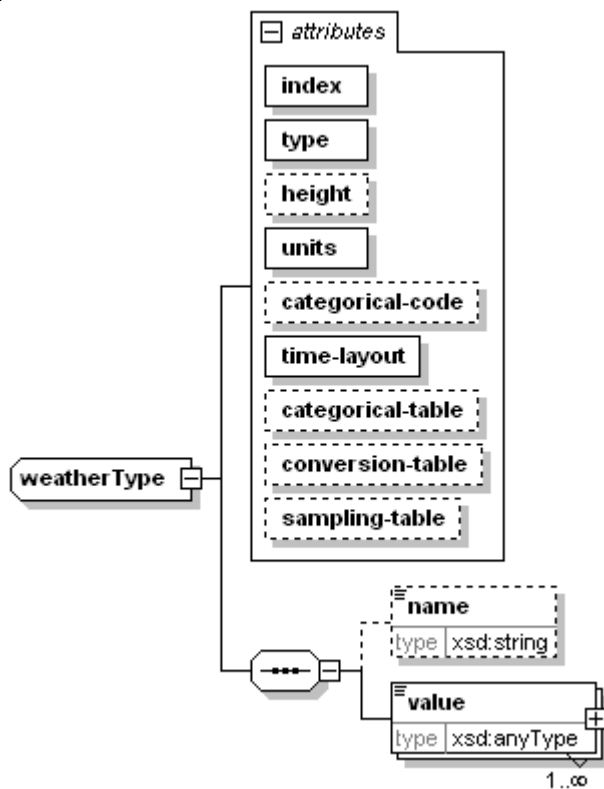 attributes
index
type
height
units
categorical-code
time-layout
categorical-table
conversion-table
sampling-table
weatherType
name
type xsd:string
value
type xsd:anyType
1..∞